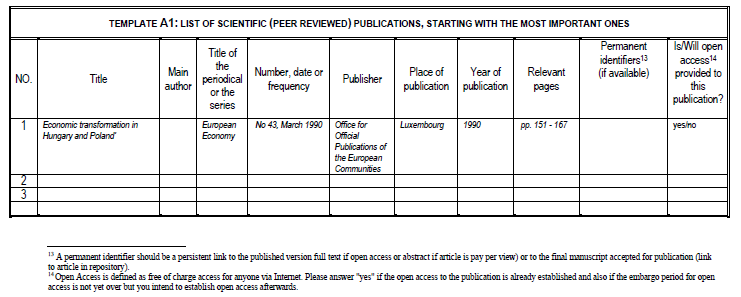 TEMPLATE A1: LIST OF SCIENTIFIC (PEER REVIEWED) PUBLICATIONS, STARTING WITH THE MOST IMPORTANT ONES
NO.
Title
Main
author
Title of
the
periodical
or the
series
Number, date or
frequency
Publisher
Place of
publication
Year of
publication
Relevant
pages
Permanent
identifiers13
(if available)
Is/Will open
access14
provided to
this
publication?
1
Economic transformation in
Hungary and Poland"
European
Economy
No 43, March 1990
Office for
Official
Publications of
the European
Communities
Luxembourg
1990
pp. 151 - 167
yes/no
2
3
13 A permanent identifier should be a persistent link to the published version full text if open access or abstract if article is pay per view) or to the final manuscript accepted for publication (link
to article in repository).
14 Open Access is defined as free of charge access for anyone via Internet. Please answer "yes" if the open access to the publication is already established and also if the embargo period for open
access is not yet over but you intend to establish open access afterwards.